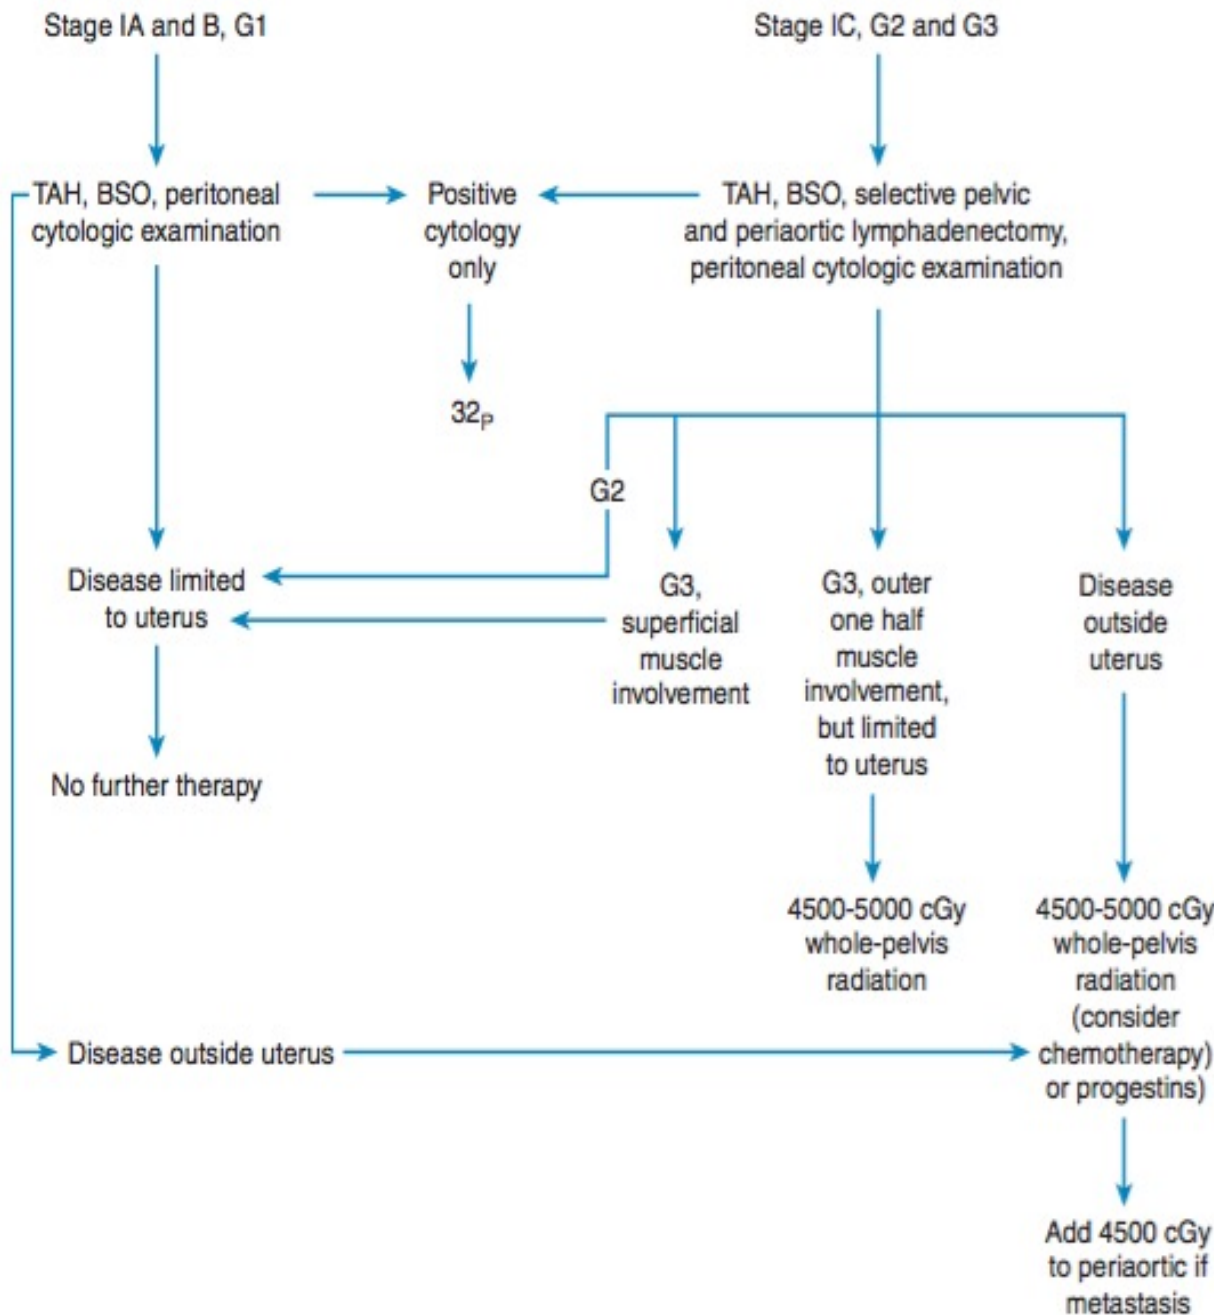 Stage IA and B, G1
Stage IC, G2 and G3
TAH, BSO, peritoneal
cytologic examination
Positive
cytology
only
TAH, BSO, selective pelvic
and periaortic lymphadenectomy,
peritoneal cytologic examination
32P
G2
Disease limited
to uterus
G3,
superficial
muscle
involvement
G3, outer
one half
muscle
involvement,
but limited
to uterus
Disease
outside
uterus
No further therapy
4500-5000 cGy
whole-pelvis
radiation
4500-5000 cGy
whole-pelvis
radiation
(consider
chemotherapy)
or progestins)
Disease outside uterus
Add 4500 cGy
to periaortic if
metastasis